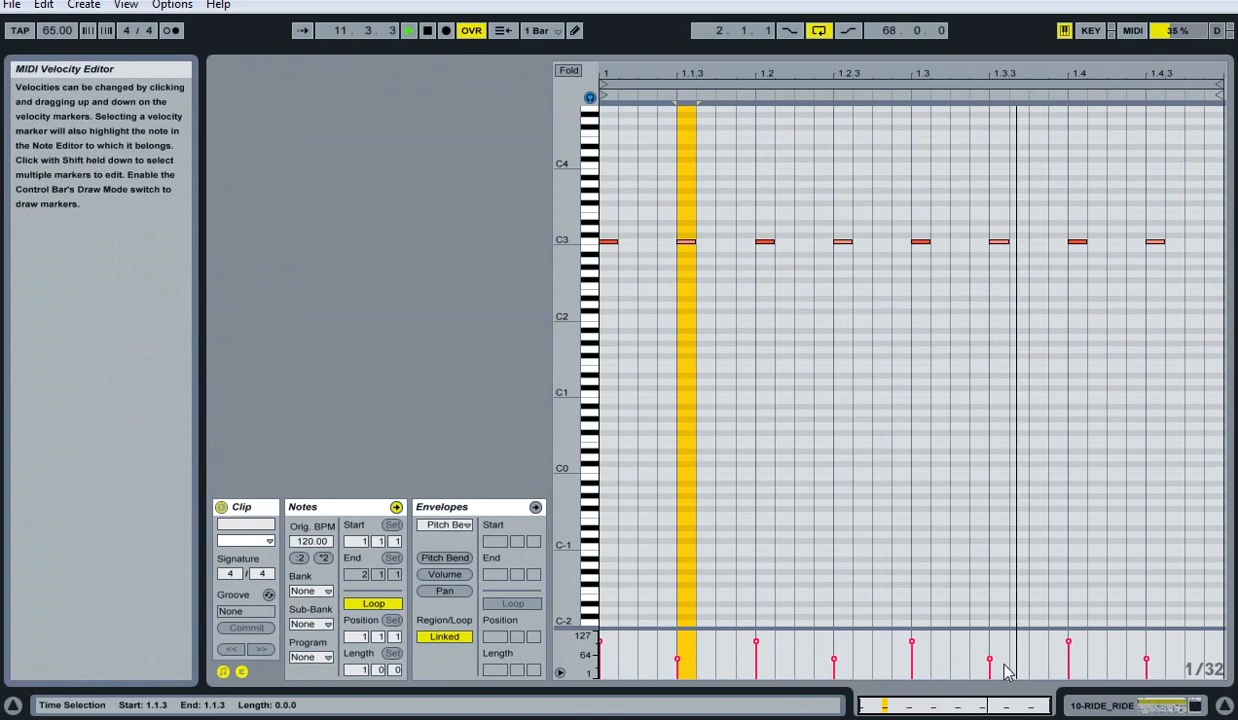 File Edit Create View Options Help
TAP 65.00 4 / 4 11. 3. 3 OVR 1 Bar 2. 1. 1 68. 0. 0 KEY MIDI 35 % D
MIDI Velocity Editor
Velocities can be changed by clicking
and dragging up and down on the
velocity markers. Selecting a velocity
marker will also highlight the note in
the Note Editor to which it belongs.
Click with Shift held down to select
multiple markers to edit. Enable the
Control Bar's Draw Mode switch to
draw markers.
Fold 1 1.1.3 1.2 1.2.3 1.3 1.3.3 1.4 1.4.3
C4
C3
C2
C1
C0
C-1
C-2
127
64
1
1/32
Clip
Signature
4 / 4
Groove
None
Commit
<< >>
Notes
Orig. BPM
120.00
:2 *2
Bank
None
Sub-Bank
None
Program
None
Start Set
1 1 1
End Set
2 1 1
Loop
Position Set
1 1 1
Length Set
1 0 0
Envelopes
Pitch Be
Pitch Bend
Volume
Pan
Region/Loop
Linked
Start
End
Loop
Position
Length
Time Selection Start: 1.1.3 End: 1.1.3 Length: 0.0.0
10-RIDE_RIDE